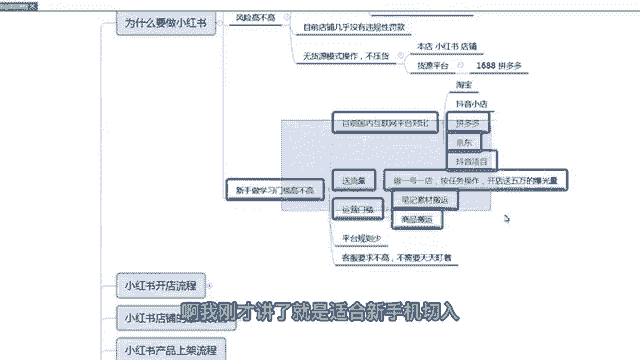 为什么要做小红书
风险高不高
目前店铺几乎没有违规性罚款
无货源模式操作，不压货
本店 小红书 店铺
货源平台
1688 拼多多
淘宝
抖音小店
目前国内互联网平台对比
拼多多
京东
抖音项目
新手做学习门槛高不高
送流量
做一号一店，按任务操作，开店送五万的曝光量
运营门槛
笔记素材搬运
商品搬运
平台规则少
客服要求不高，不需要天天盯着
小红书开店流程
小红书店铺的
小红书产品上架流程
啊我刚才讲了就是适合新手机切入